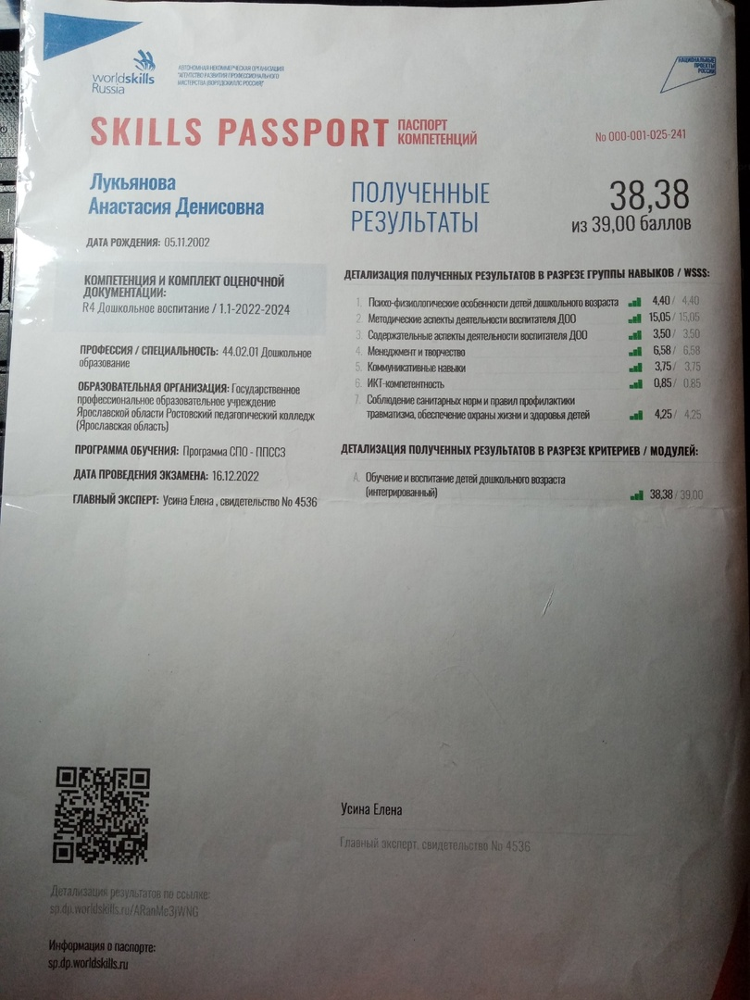 worldskills
Russia
АВТОНОМНАЯ НЕКОММЕРЧЕСКАЯ ОРГАНИЗАЦИЯ
"АГЕНТСТВО РАЗВИТИЯ ПРОФЕССИОНАЛЬНОГО
МАСТЕРСТВА (ВОРЛДСКИЛЛС РОССИЯ)"
НАЦИОНАЛЬНЫЕ
ПРОЕКТЫ
РОССИИ
SKILLS PASSPORT
ПАСПОРТ
КОМПЕТЕНЦИЙ
No 000-001-025-241
Лукьянова
Анастасия Денисовна
ДАТА РОЖДЕНИЯ: 05.11.2002
КОМПЕТЕНЦИЯ И КОМПЛЕКТ ОЦЕНОЧНОЙ
ДОКУМЕНТАЦИИ:
R4 Дошкольное воспитание / 1.1-2022-2024
ПРОФЕССИЯ / СПЕЦИАЛЬНОСТЬ: 44.02.01 Дошкольное
образование
ОБРАЗОВАТЕЛЬНАЯ ОРГАНИЗАЦИЯ: Государственное
профессиональное образовательное учреждение
Ярославской области Ростовский педагогический колледж
(Ярославская область)
ПРОГРАММА ОБУЧЕНИЯ: Программа СПО - ППССЗ
ДАТА ПРОВЕДЕНИЯ ЭКЗАМЕНА: 16.12.2022
ГЛАВНЫЙ ЭКСПЕРТ: Усина Елена , свидетельство No 4536
ПОЛУЧЕННЫЕ
РЕЗУЛЬТАТЫ
38,38
из 39,00 баллов
ДЕТАЛИЗАЦИЯ ПОЛУЧЕННЫХ РЕЗУЛЬТАТОВ В РАЗРЕЗЕ ГРУППЫ НАВЫКОВ / WSSS:
1. Психо-физиологические особенности детей дошкольного возраста 4,40 / 4,40
2. Методические аспекты деятельности воспитателя ДОО 15,05 / 15,05
3. Содержательные аспекты деятельности воспитателя ДОО 3,50 / 3,50
4. Менеджмент и творчество 6,58 / 6,58
5. Коммуникативные навыки 3,75 / 3,75
6. ИКТ-компетентность 0,85 / 0,85
7. Соблюдение санитарных норм и правил профилактики
травматизма, обеспечение охраны жизни и здоровья детей 4,25 / 4,25
ДЕТАЛИЗАЦИЯ ПОЛУЧЕННЫХ РЕЗУЛЬТАТОВ В РАЗРЕЗЕ КРИТЕРИЕВ / МОДУЛЕЙ:
A. Обучение и воспитание детей дошкольного возраста
(интегрированный) 38,38 / 39,00
Усина Елена
Главный эксперт, свидетельство No 4536
Детализация результатов по ссылке:
sp.dp.worldskills.ru/ARanMe3jWNG
Информация о паспорте:
sp.dp.worldskills.ru